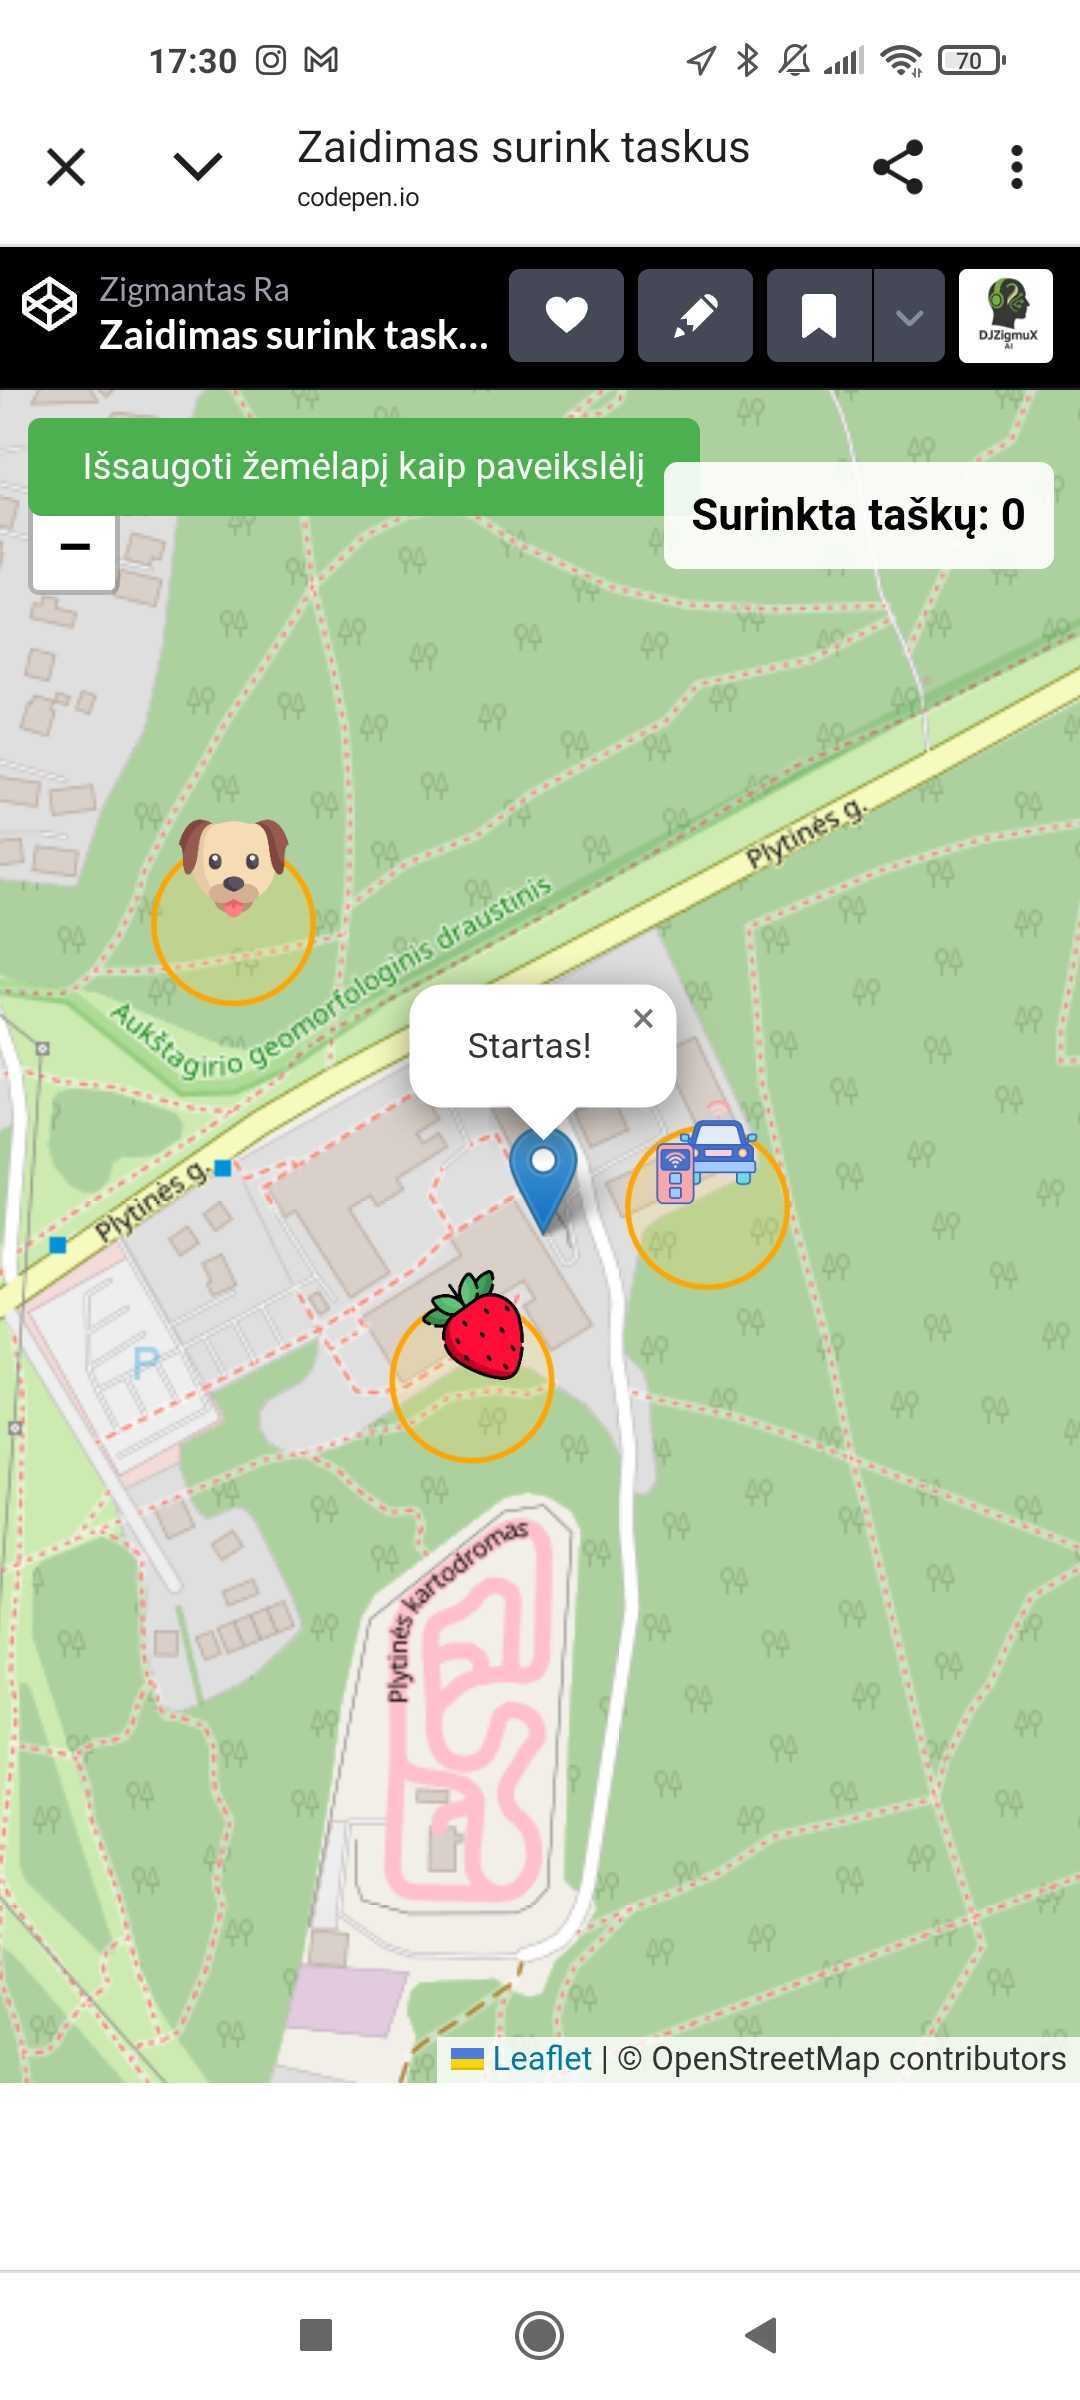 17:30
70
Zaidimas surink taskus
codepen.io
Zigmantas Ra
Zaidimas surink task...
DJZigmuX
AI
Išsaugoti žemėlapį kaip paveikslėlį
Surinkta taškų: 0
−
Plytinės g.
Aukštagirio geomorfologinis draustinis
Startas!
Plytinės g.
P
Plytinės kartodromas
Leaflet | © OpenStreetMap contributors